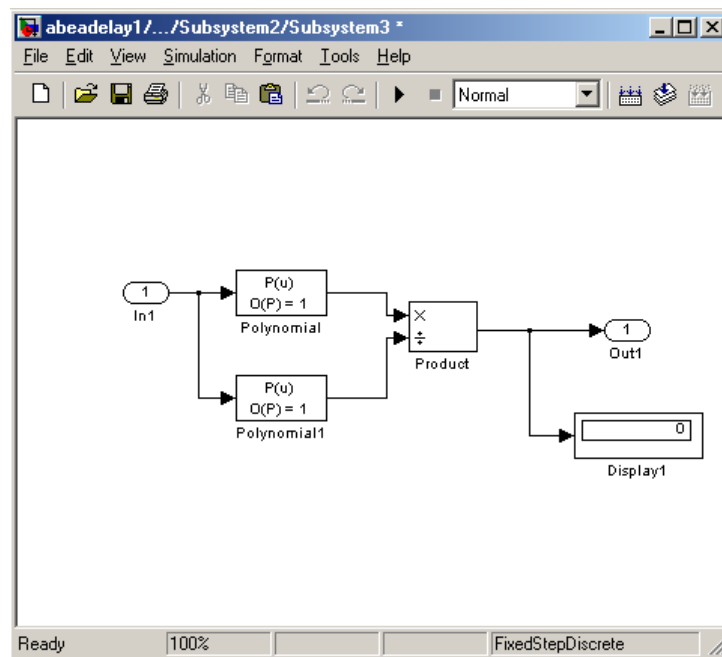 abeadelay1/.../Subsystem2/Subsystem3 *
File Edit View Simulation Format Tools Help
Normal
P(u)
O(P) = 1
Polynomial
1
In1
×
÷
Product
1
Out1
P(u)
O(P) = 1
Polynomial1
0
Display1
Ready 100% FixedStepDiscrete